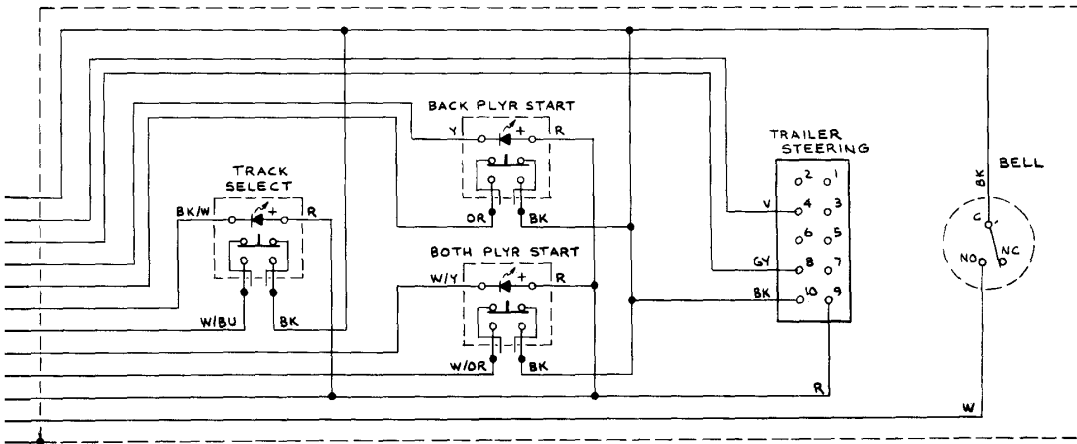 BACK PLYR START
Y + R
OR BK
TRACK
SELECT
BK/W + R
W/BU BK
BOTH PLYR START
W/Y + R
W/OR BK
TRAILER
STEERING
2 1
V 4 3
6 5
GY 8 7
BK 10 9
R
BELL
BK
C
NO NC
W